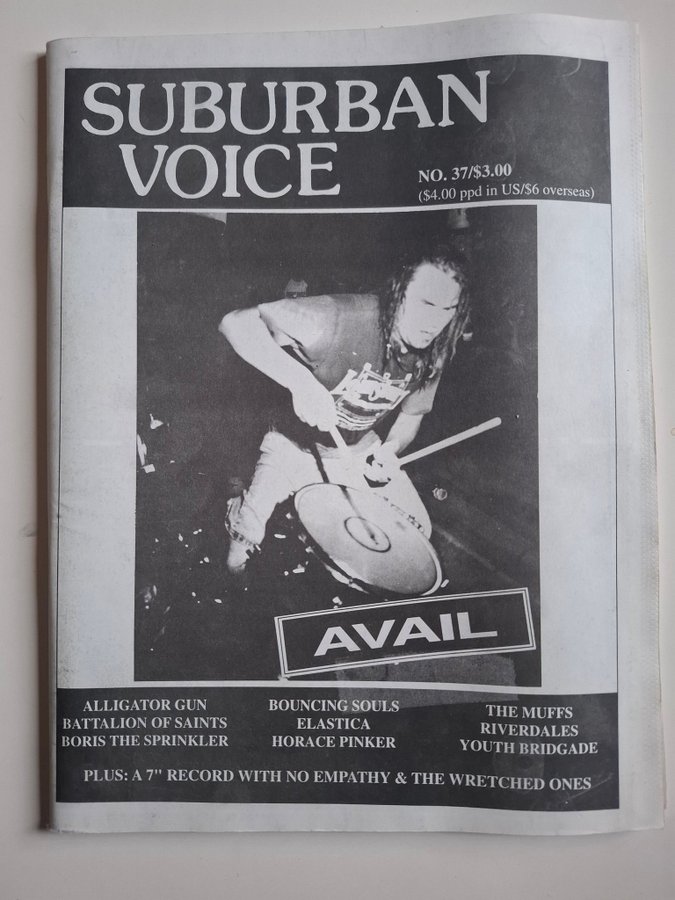 SUBURBAN
VOICE
NO. 37/$3.00
($4.00 ppd in US/$6 overseas)
AVAIL
ALLIGATOR GUN
BATTALION OF SAINTS
BORIS THE SPRINKLER
BOUNCING SOULS
ELASTICA
HORACE PINKER
THE MUFFS
RIVERDALES
YOUTH BRIDGADE
PLUS: A 7" RECORD WITH NO EMPATHY & THE WRETCHED ONES